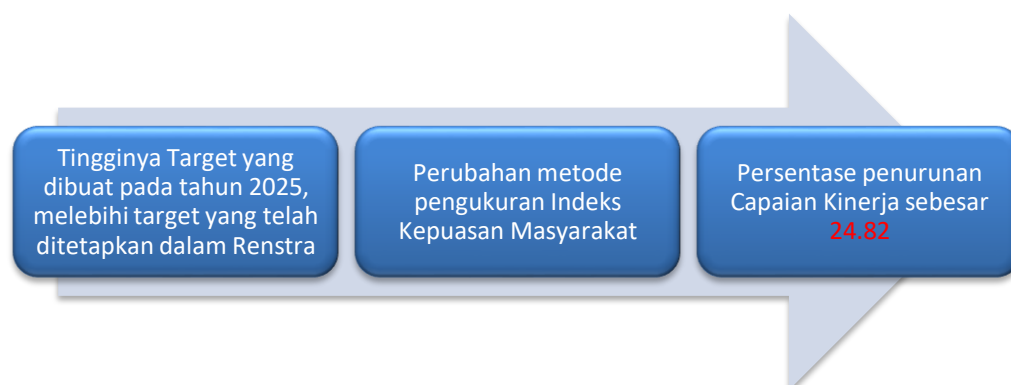 Tingginya Target yang
dibuat pada tahun 2025,
melebihi target yang telah
ditetapkan dalam Renstra
Perubahan metode
pengukuran Indeks
Kepuasan Masyarakat
Persentase penurunan
Capaian Kinerja sebesar
24.82